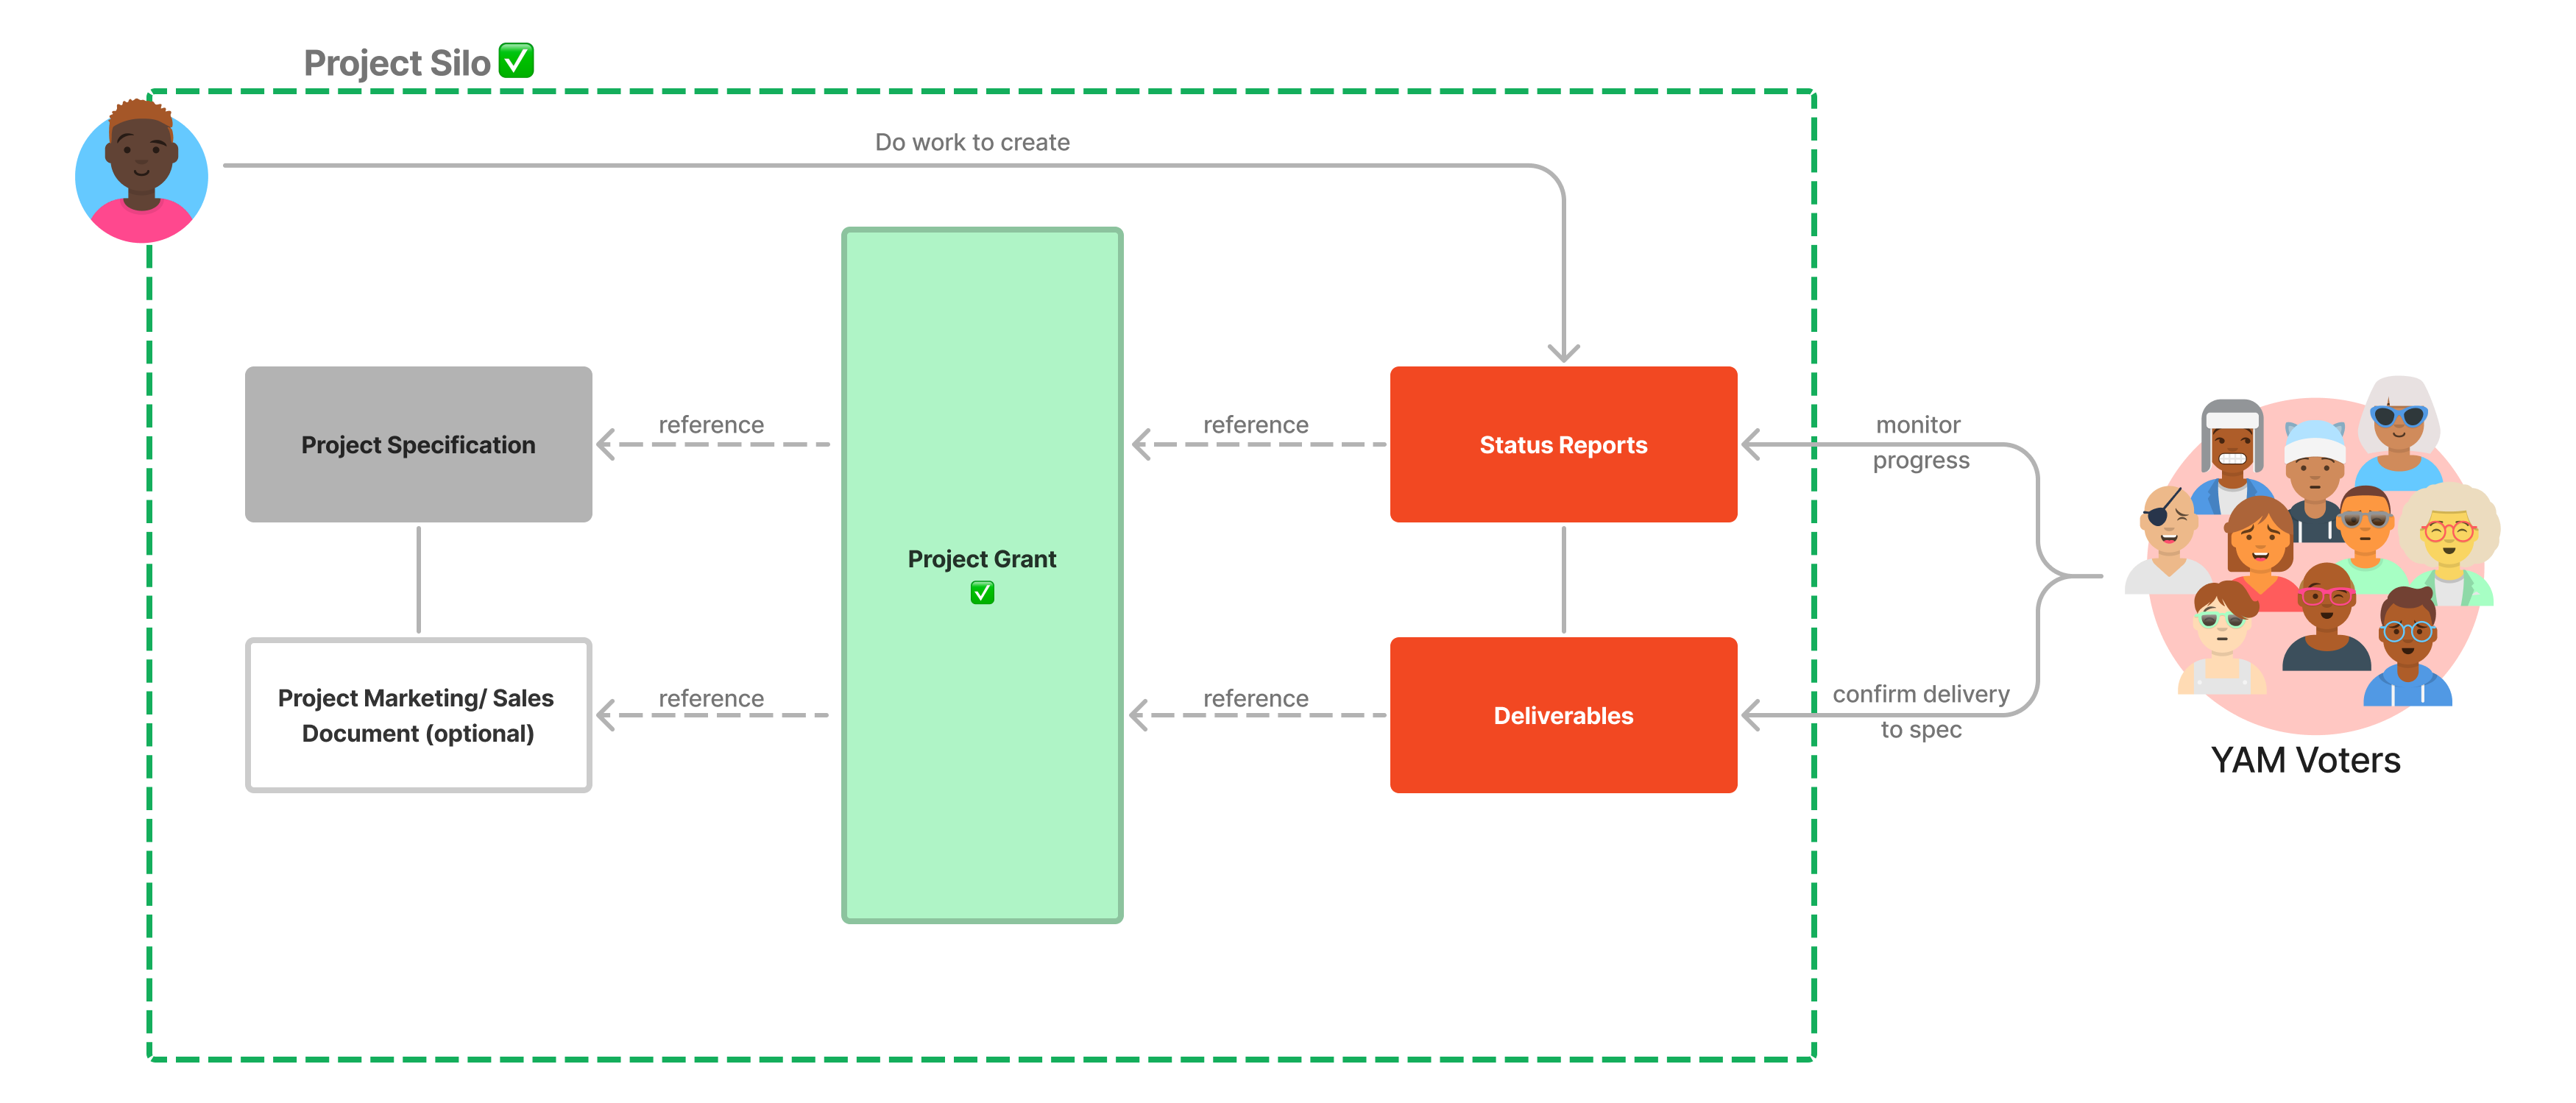 Project Silo ✅
Do work to create
Project Specification
reference
reference
Status Reports
monitor
progress
Project Grant
✅
Project Marketing/ Sales
Document (optional)
reference
reference
Deliverables
confirm delivery
to spec
YAM Voters